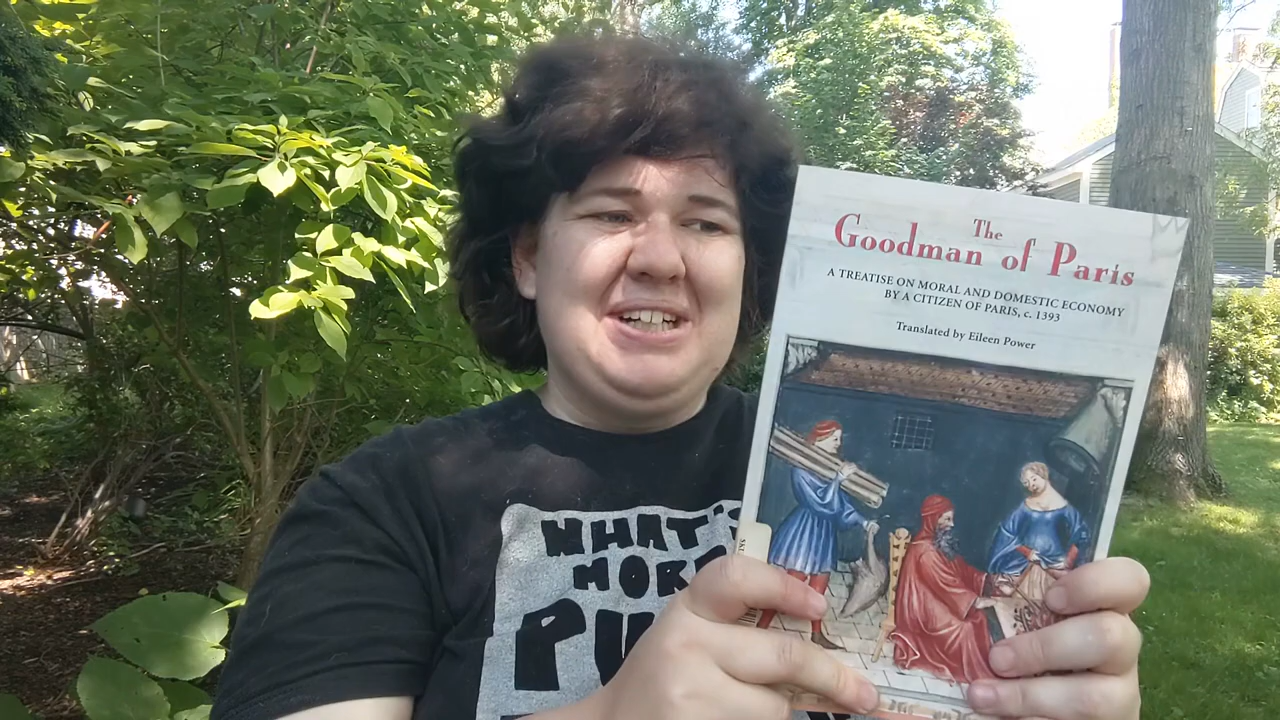 The
Goodman of Paris
A TREATISE ON MORAL AND DOMESTIC ECONOMY
BY A CITIZEN OF PARIS, c. 1393
Translated by Eileen Power
WHAT'S
MORE